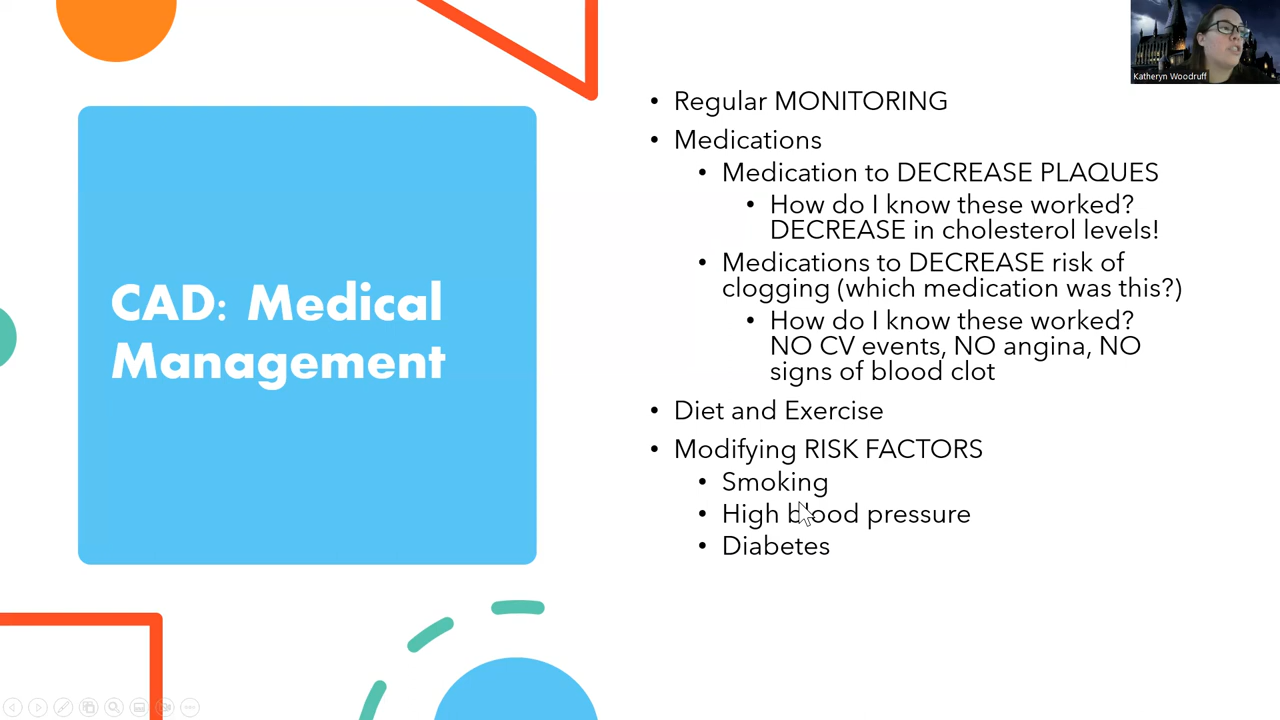 Katheryn Woodruff
CAD: Medical
Management
• Regular MONITORING
• Medications
• Medication to DECREASE PLAQUES
• How do I know these worked?
DECREASE in cholesterol levels!
• Medications to DECREASE risk of
clogging (which medication was this?)
• How do I know these worked?
NO CV events, NO angina, NO
signs of blood clot
• Diet and Exercise
• Modifying RISK FACTORS
• Smoking
• High blood pressure
• Diabetes